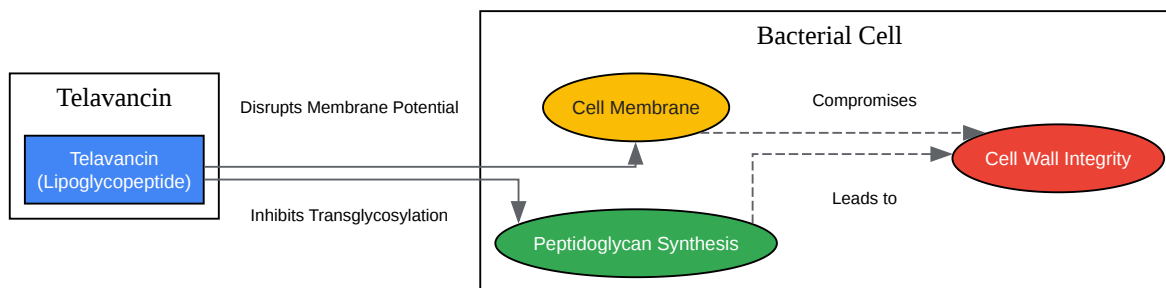 Bacterial Cell
Telavancin
Telavancin
(Lipoglycopeptide)
Disrupts Membrane Potential
Inhibits Transglycosylation
Cell Membrane
Peptidoglycan Synthesis
Compromises
Leads to
Cell Wall Integrity